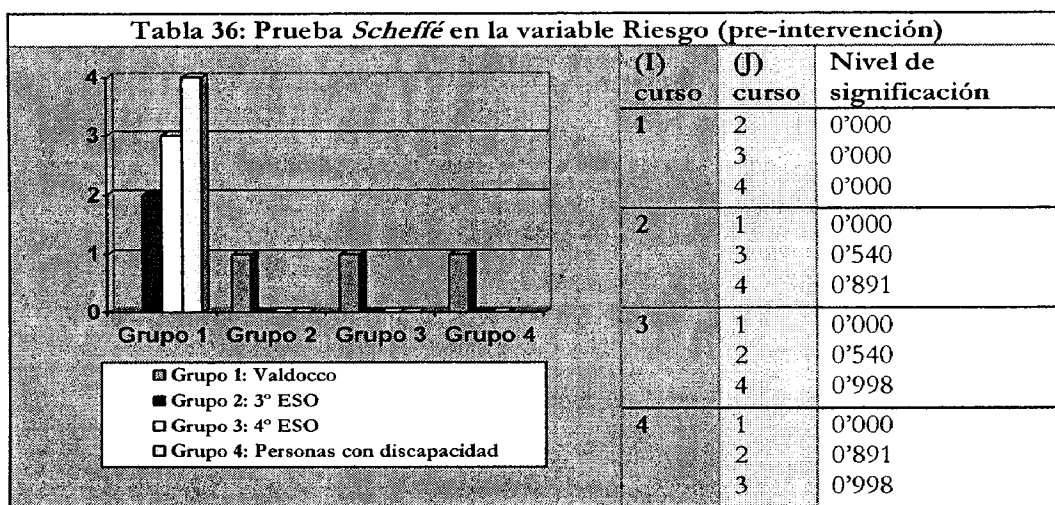 Tabla 36: Prueba Scheffé en la variable Riesgo (pre-intervención)
4
3
2
1
0
Grupo 1 Grupo 2 Grupo 3 Grupo 4
Grupo 1: Valdocco
Grupo 2: 3º ESO
Grupo 3: 4º ESO
Grupo 4: Personas con discapacidad
(I) curso (J) curso Nivel de significación
1 2 0'000
3 0'000
4 0'000
2 1 0'000
3 0'540
4 0'891
3 1 0'000
2 0'540
4 0'998
4 1 0'000
2 0'891
3 0'998